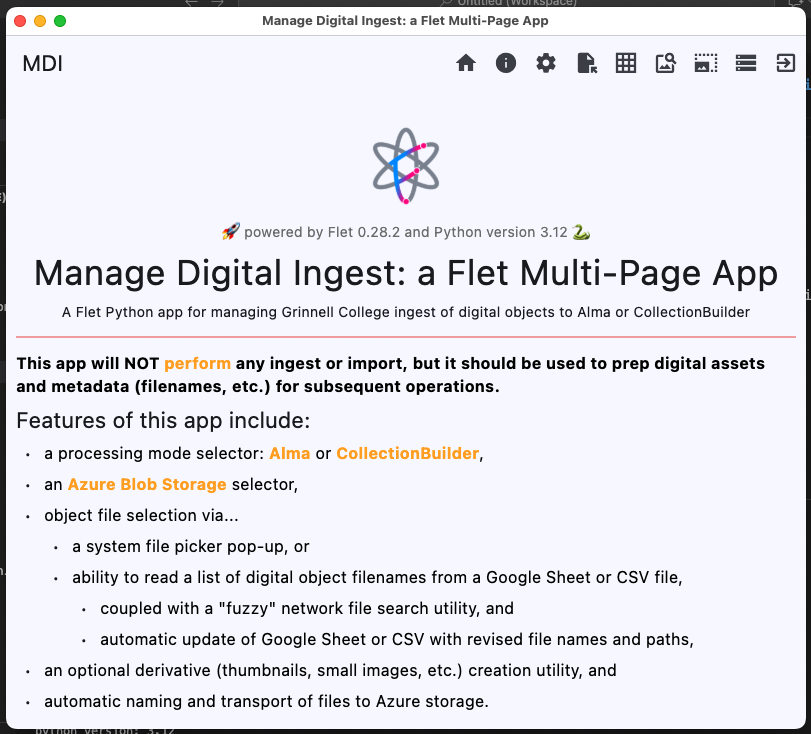 Untitled (Workspace)
Manage Digital Ingest: a Flet Multi-Page App
MDI
🚀 powered by Flet 0.28.2 and Python version 3.12 🐍
Manage Digital Ingest: a Flet Multi-Page App
A Flet Python app for managing Grinnell College ingest of digital objects to Alma or CollectionBuilder
This app will NOT perform any ingest or import, but it should be used to prep digital assets
and metadata (filenames, etc.) for subsequent operations.
Features of this app include:
• a processing mode selector: Alma or CollectionBuilder,
• an Azure Blob Storage selector,
• object file selection via...
• a system file picker pop-up, or
• ability to read a list of digital object filenames from a Google Sheet or CSV file,
• coupled with a "fuzzy" network file search utility, and
• automatic update of Google Sheet or CSV with revised file names and paths,
• an optional derivative (thumbnails, small images, etc.) creation utility, and
• automatic naming and transport of files to Azure storage.
python version: 3.12